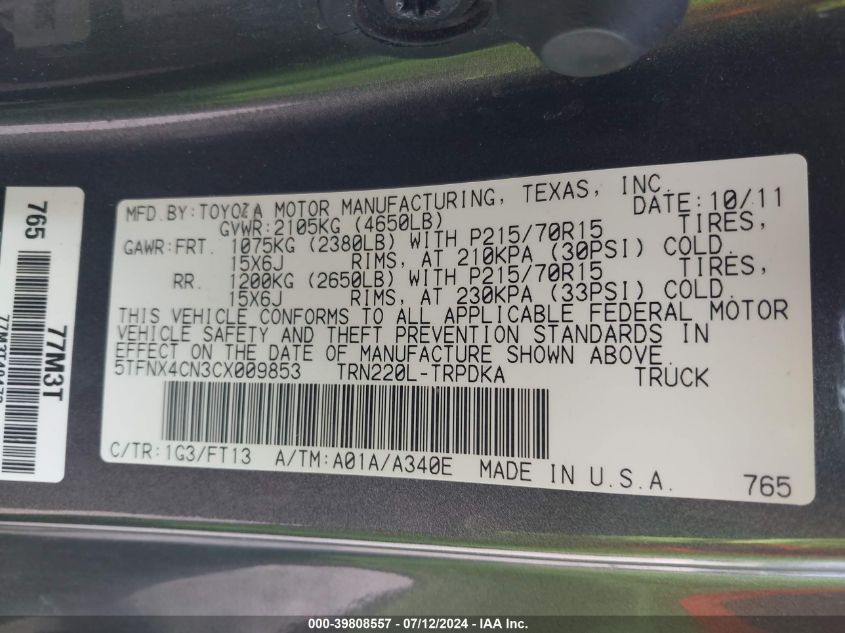 MFD.BY:TOYOTA MOTOR MANUFACTURING, TEXAS, INC.
DATE: 10/11
GVWR: 2105KG (4650LB)
GAWR: FRT. 1075KG (2380LB) WITH P215/70R15 TIRES,
15X6J RIMS, AT 210KPA (30PSI) COLD.
RR. 1200KG (2650LB) WITH P215/70R15 TIRES,
15X6J RIMS, AT 230KPA (33PSI) COLD.
THIS VEHICLE CONFORMS TO ALL APPLICABLE FEDERAL MOTOR
VEHICLE SAFETY AND THEFT PREVENTION STANDARDS IN
EFFECT ON THE DATE OF MANUFACTURE SHOWN ABOVE.
5TFNX4CN3CX009853 TRN220L-TRPDKA TRUCK
C/TR:1G3/FT13 A/TM:A01A/A340E MADE IN U.S.A.
765
765
77M3T
000-39808557 / 07/12/2024 - IAA Inc.